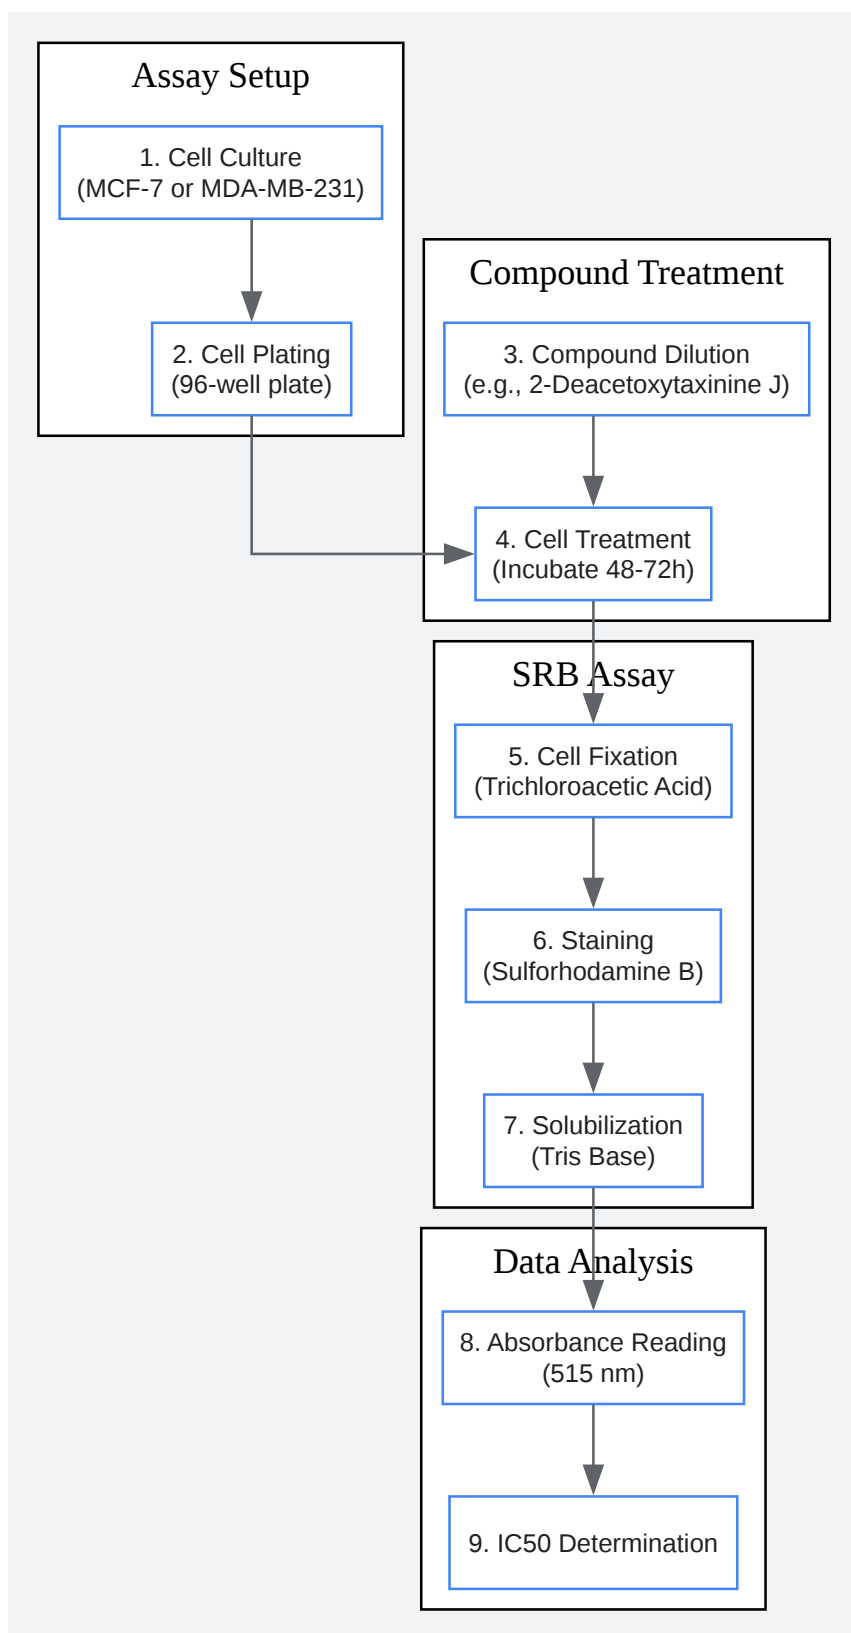 Assay Setup
1. Cell Culture
(MCF-7 or MDA-MB-231)
2. Cell Plating
(96-well plate)
Compound Treatment
3. Compound Dilution
(e.g., 2-Deacetoxytaxinine J)
4. Cell Treatment
(Incubate 48-72h)
SRB Assay
5. Cell Fixation
(Trichloroacetic Acid)
6. Staining
(Sulforhodamine B)
7. Solubilization
(Tris Base)
Data Analysis
8. Absorbance Reading
(515 nm)
9. IC50 Determination